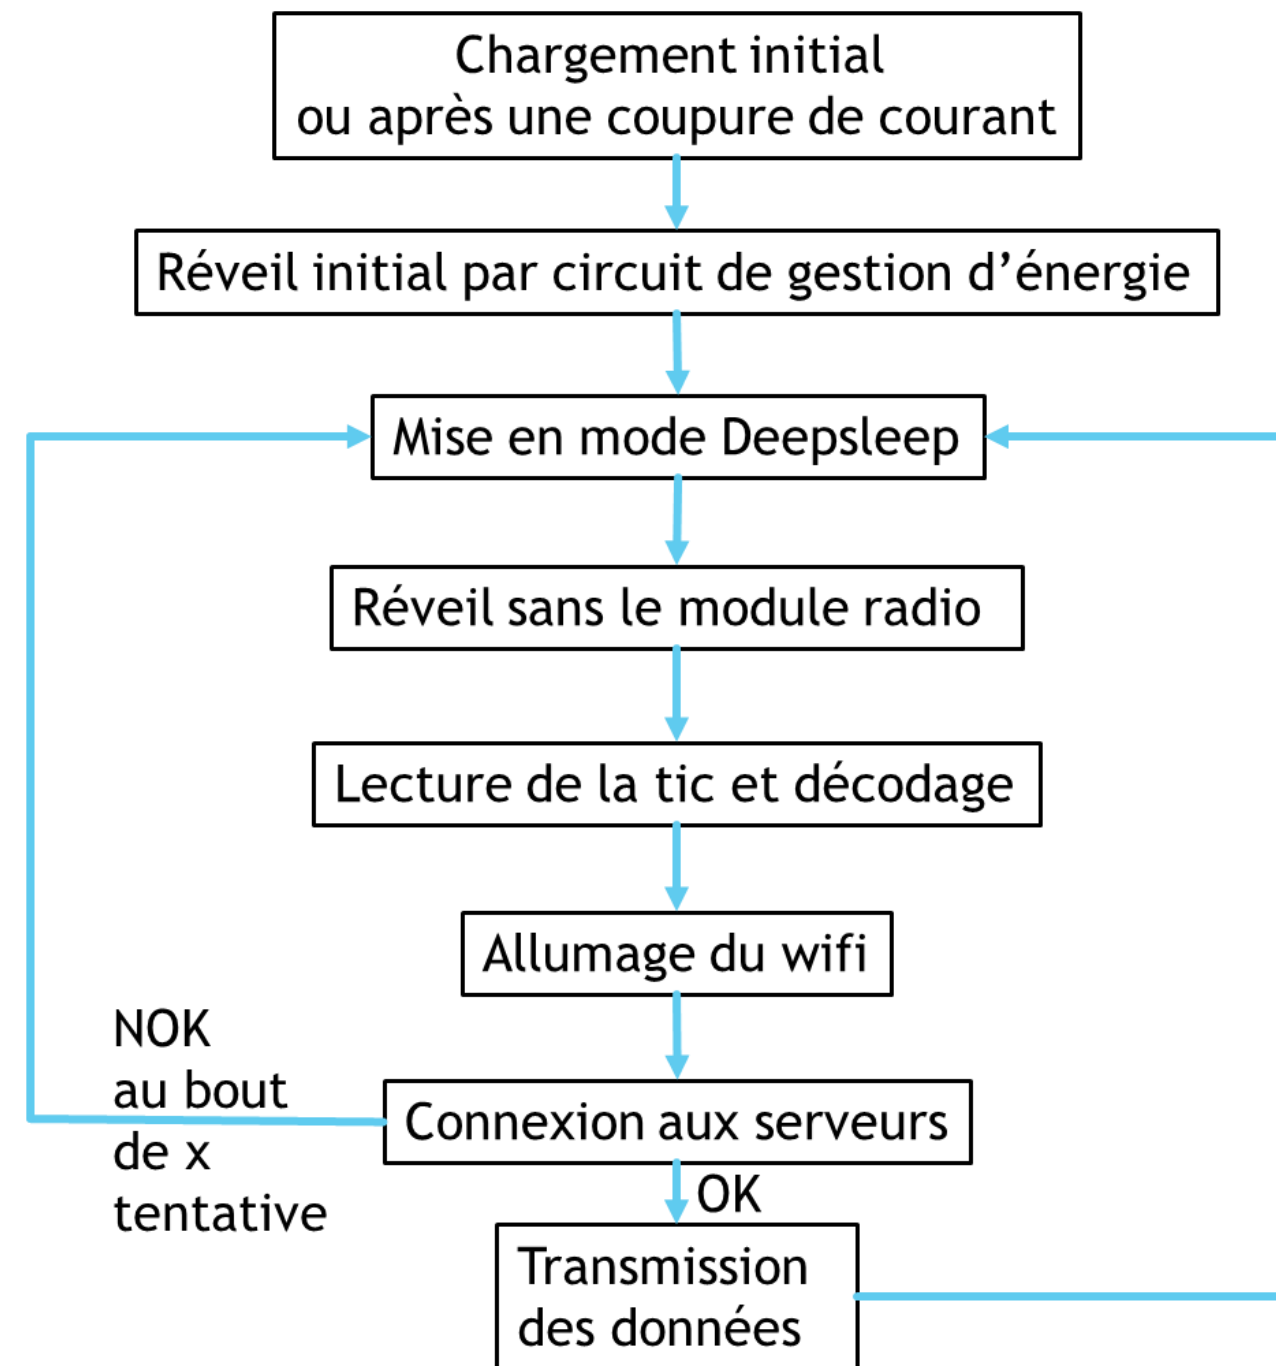 Chargement initial
ou après une coupure de courant
Réveil initial par circuit de gestion d’énergie
Mise en mode Deepsleep
Réveil sans le module radio
Lecture de la tic et décodage
Allumage du wifi
NOK
au bout
de x
tentative
Connexion aux serveurs
OK
Transmission
des données